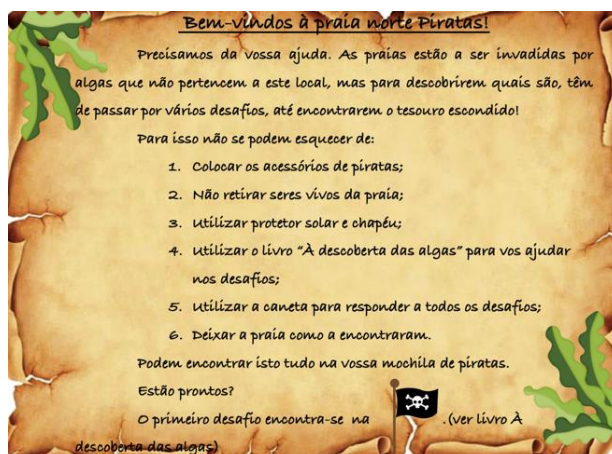 Bem-vindos à praia norte Piratas!
Precisamos da vossa ajuda. As praias estão a ser invadidas por
algas que não pertencem a este local, mas para descobrirem quais são, têm
de passar por vários desafios, até encontrarem o tesouro escondido!
Para isso não se podem esquecer de:
1. Colocar os acessórios de piratas;
2. Não retirar seres vivos da praia;
3. Utilizar protetor solar e chapéu;
4. Utilizar o livro “À descoberta das algas” para vos ajudar
nos desafios;
5. Utilizar a caneta para responder a todos os desafios;
6. Deixar a praia como a encontraram.
Podem encontrar isto tudo na vossa mochila de piratas.
Estão prontos?
O primeiro desafio encontra-se na .(ver livro À
descoberta das algas)